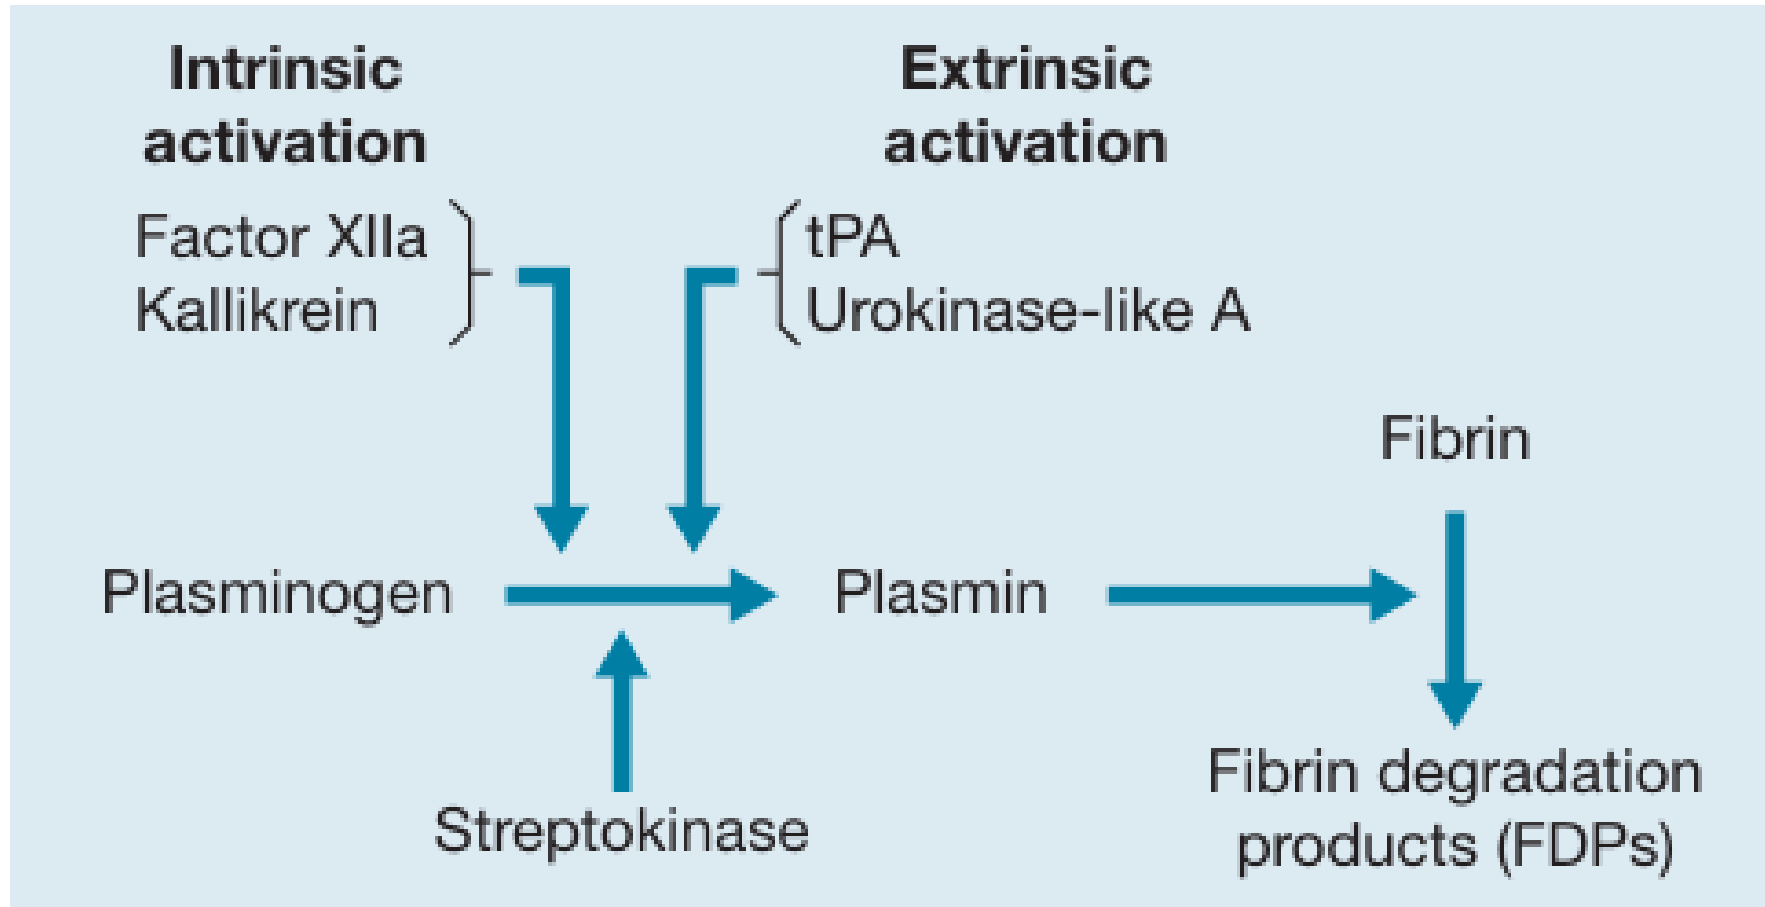 Intrinsic
activation
Extrinsic
activation
Factor XIIa
Kallikrein
tPA
Urokinase-like A
Fibrin
Plasminogen
Plasmin
Streptokinase
Fibrin degradation
products (FDPs)